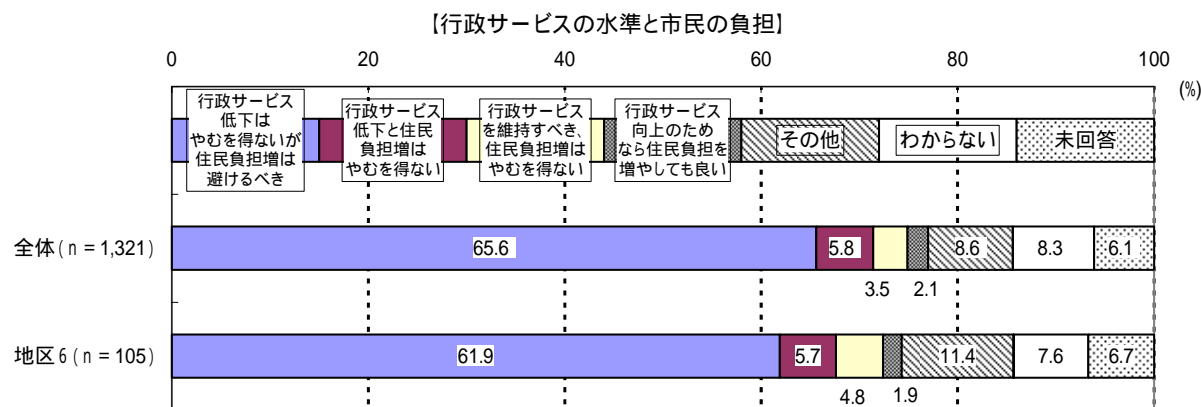 【行政サービスの水準と市民の負担】
0 20 40 60 80 100
(%)
行政サービス
低下は
やむを得ないが
住民負担増は
避けるべき
行政サービス
低下と住民
負担増は
やむを得ない
行政サービス
を維持すべき、
住民負担増は
やむを得ない
行政サービス
向上のため
なら住民負担を
増やしても良い
その他
わからない
未回答
全体(n=1,321)
65.6 5.8 8.6 8.3 6.1
3.5 2.1
地区6(n=105)
61.9 5.7 11.4 7.6 6.7
4.8 1.9